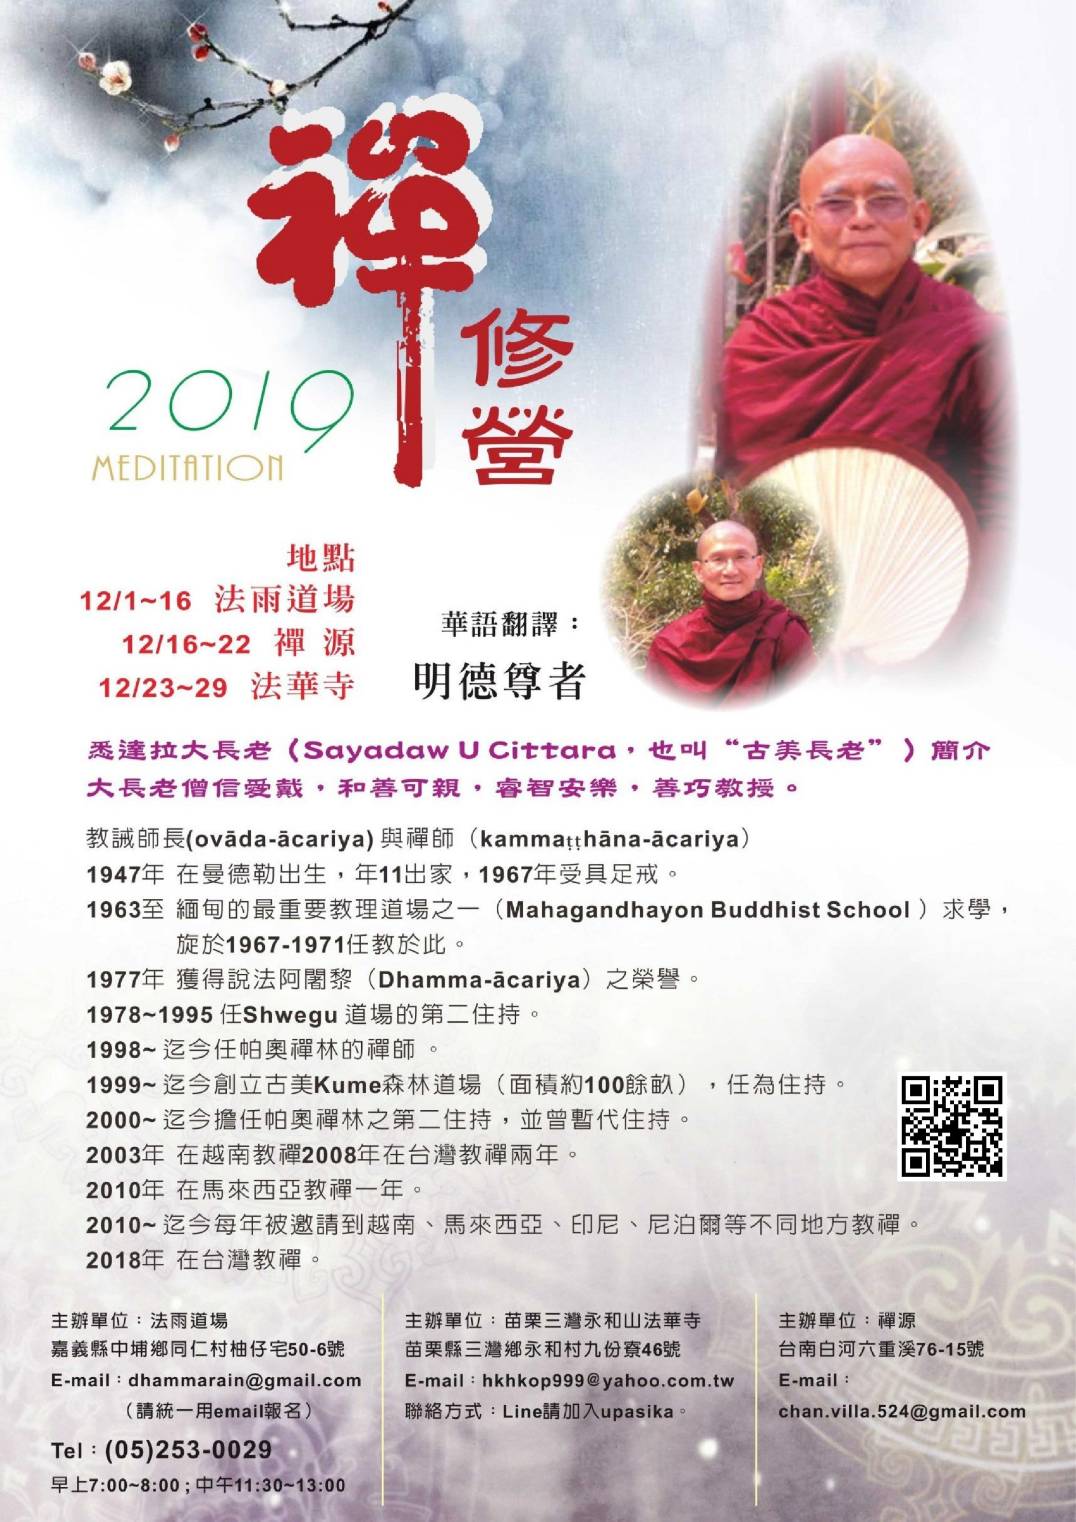 禪
修
營
2019
MEDITATION
地點
12/1~16 法雨道場
12/16~22 禪 源
12/23~29 法華寺
華語翻譯：
明德尊者
悉達拉大長老（Sayadaw U Cittara，也叫“古美長老”）簡介
大長老僧信愛戴，和善可親，睿智安樂，善巧教授。
教誡師長(ovāda-ācariya) 與禪師（kammaṭṭhāna-ācariya）
1947年 在曼德勒出生，年11出家，1967年受具足戒。
1963至 緬甸的最重要教理道場之一（Mahagandhayon Buddhist School ）求學，
旋於1967-1971任教於此。
1977年 獲得說法阿闍黎（Dhamma-ācariya）之榮譽。
1978~1995 任Shwegu 道場的第二住持。
1998~ 迄今任帕奧禪林的禪師 。
1999~ 迄今創立古美Kume森林道場（面積約100餘畝），任為住持。
2000~ 迄今擔任帕奧禪林之第二住持，並曾暫代住持。
2003年 在越南教禪2008年在台灣教禪兩年。
2010年 在馬來西亞教禪一年。
2010~ 迄今每年被邀請到越南、馬來西亞、印尼、尼泊爾等不同地方教禪。
2018年 在台灣教禪。
主辦單位：法雨道場
嘉義縣中埔鄉同仁村柚仔宅50-6號
E-mail：dhammarain@gmail.com
（請統一用email報名）
Tel：(05)253-0029
早上7:00~8:00 ; 中午11:30~13:00
主辦單位：苗栗三灣永和山法華寺
苗栗縣三灣鄉永和村九份寮46號
E-mail：hkhkop999@yahoo.com.tw
聯絡方式：Line請加入upasika。
主辦單位：禪源
台南白河六重溪76-15號
E-mail：
chan.villa.524@gmail.com